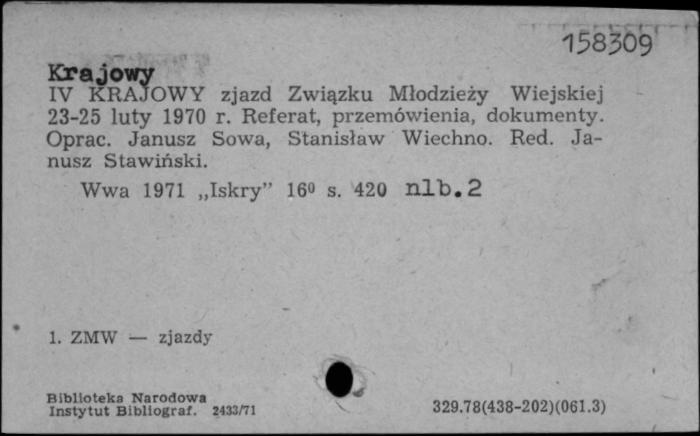 158309
Krajowy
IV KRAJOWY zjazd Związku Młodzieży Wiejskiej
23-25 luty 1970 r. Referat, przemówienia, dokumenty.
Oprac. Janusz Sowa, Stanisław Wiechno. Red. Ja-
nusz Stawiński.
Wwa 1971 „Iskry” 16⁰ s. 420 nlb.2
1. ZMW — zjazdy
Biblioteka Narodowa
Instytut Bibliograf. 2433/71
329.78(438-202)(061.3)